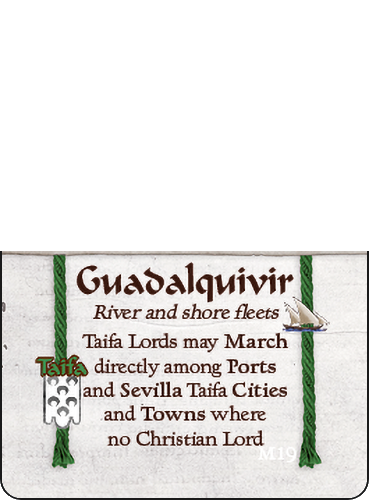 Guadalquivir
River and shore fleets
Taifa Lords may March
Taifa
directly among Ports
and Sevilla Taifa Cities
and Towns where
no Christian Lord
M19